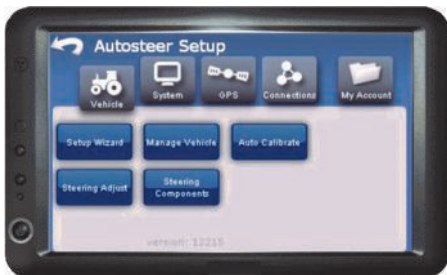 Autosteer Setup
Vehicle
System
GPS
Connections
My Account
Setup Wizard
Manage Vehicle
Auto Calibrate
Steering Adjust
Steering
Components
version: 12215